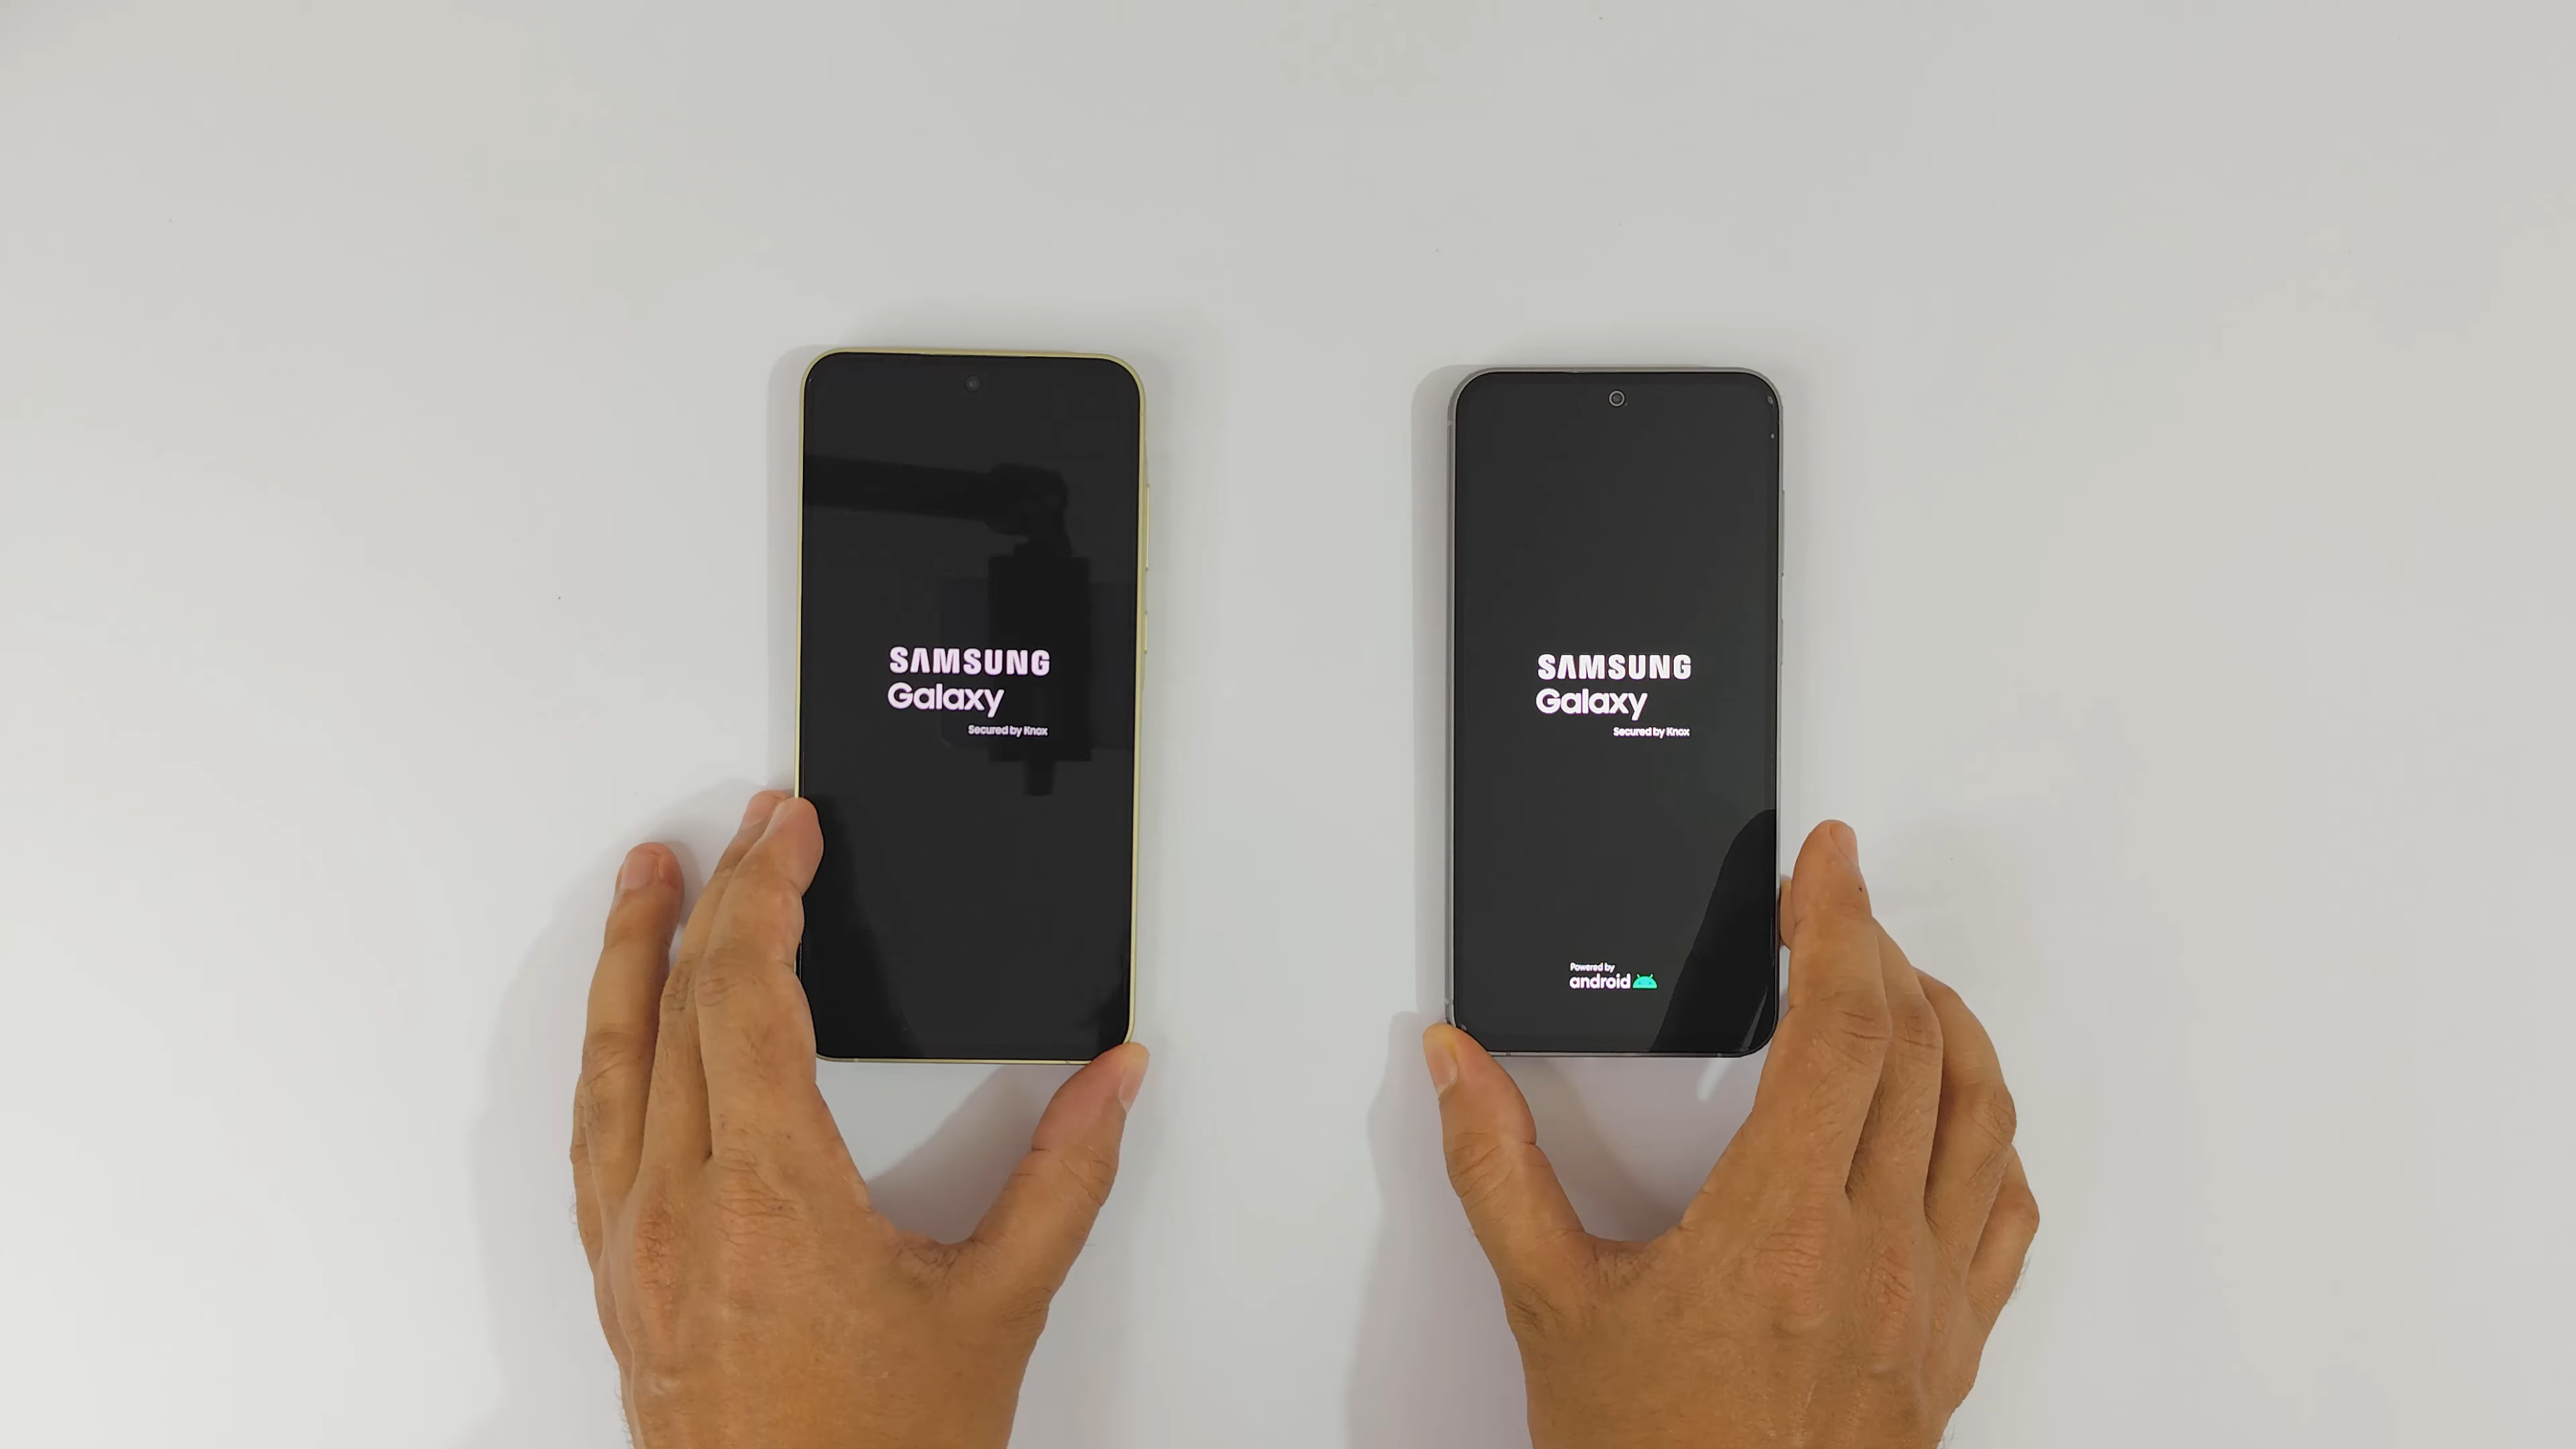 SAMSUNG
Galaxy
Secured by Knox
SAMSUNG
Galaxy
Secured by Knox
Powered by
android